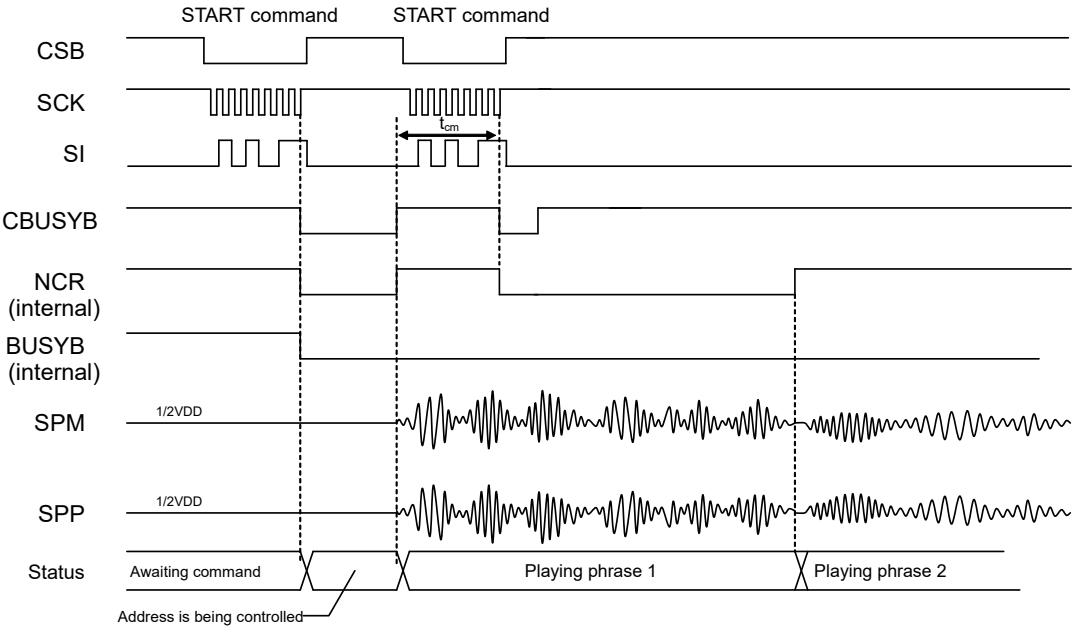 START command START command
CSB
SCK
t_cm
SI
CBUSYB
NCR
(internal)
BUSYB
(internal)
1/2VDD
SPM
1/2VDD
SPP
Status Awaiting command Playing phrase 1 Playing phrase 2
Address is being controlled